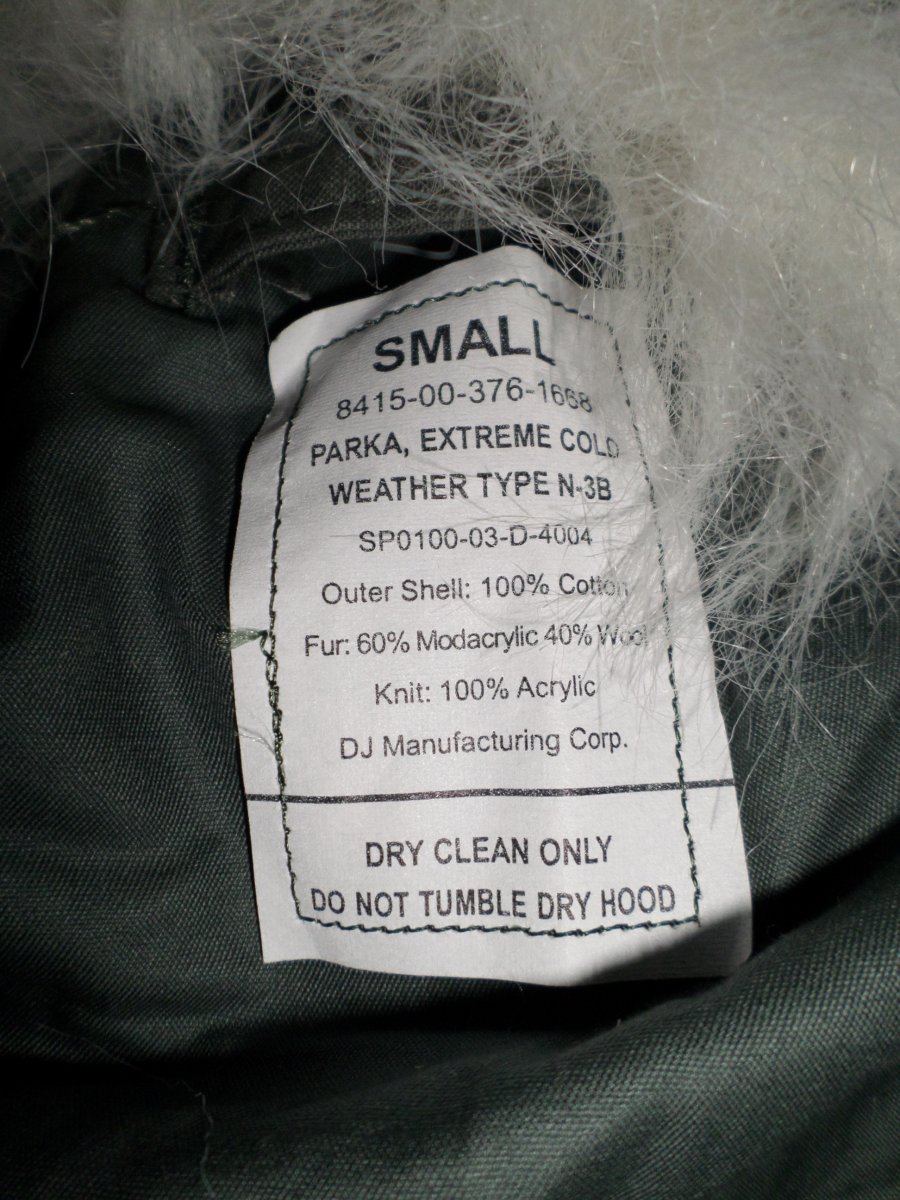 SMALL
8415-00-376-1668
PARKA, EXTREME COLD
WEATHER TYPE N-3B
SP0100-03-D-4004
Outer Shell: 100% Cotton
Fur: 60% Modacrylic 40% Wool
Knit: 100% Acrylic
DJ Manufacturing Corp.
DRY CLEAN ONLY
DO NOT TUMBLE DRY HOOD